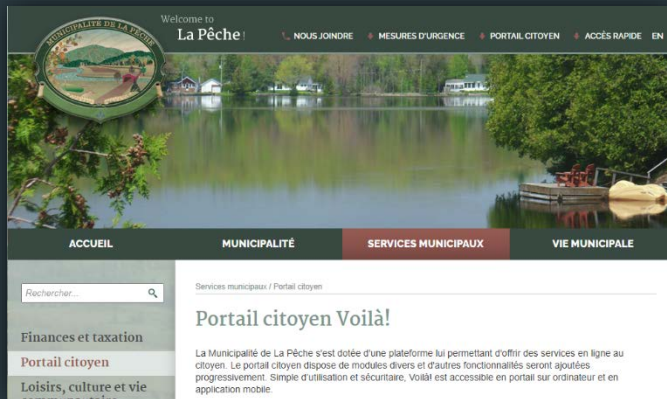 MUNICIPALITÉ DE LA PÊCHE
Welcome to
La Pêche
NOUS JOINDRE MESURES D'URGENCE PORTAIL CITOYEN ACCÈS RAPIDE EN
ACCUEIL MUNICIPALITÉ SERVICES MUNICIPAUX VIE MUNICIPALE
Rechercher...
Services municipaux / Portail citoyen
Portail citoyen Voilà!
Finances et taxation
Portail citoyen
Loisirs, culture et vie
La Municipalité de La Pêche s'est dotée d'une plateforme lui permettant d'offrir des services en ligne au
citoyen. Le portail citoyen dispose de modules divers et d'autres fonctionnalités seront ajoutées
progressivement. Simple d'utilisation et sécuritaire, Voilà! est accessible en portail sur ordinateur et en
application mobile.